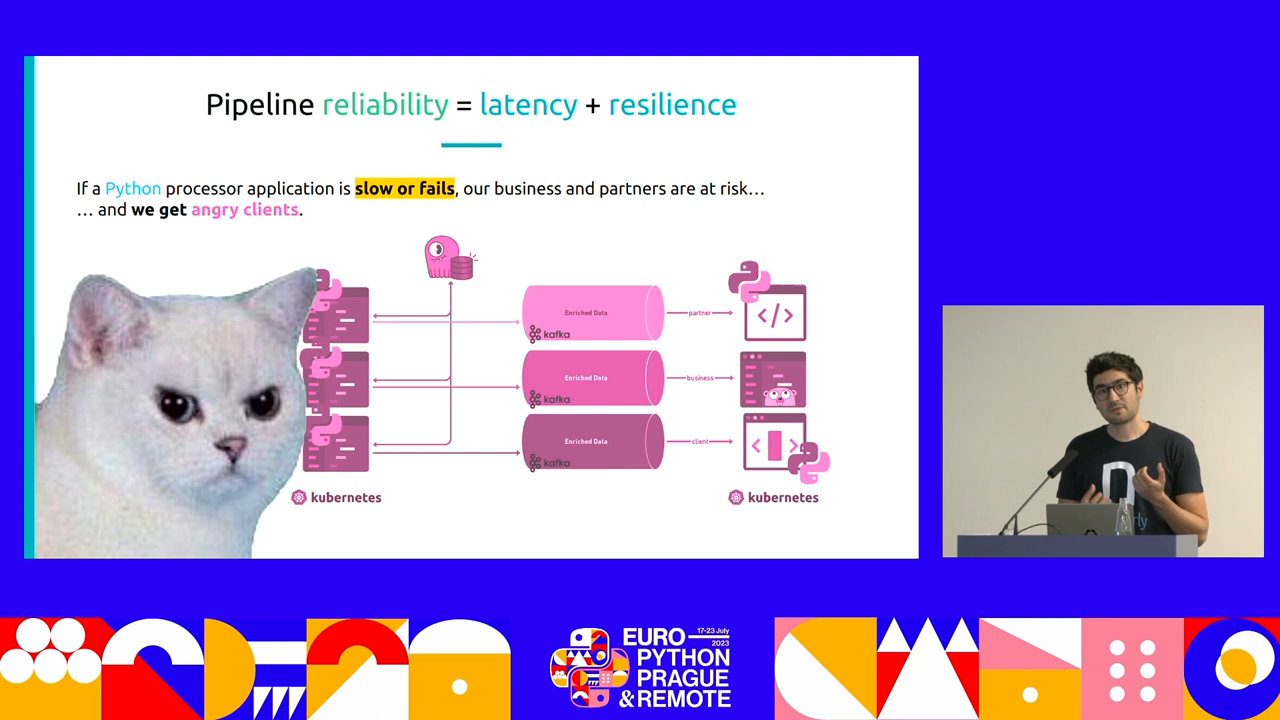 Pipeline reliability = latency + resilience
If a Python processor application is slow or fails, our business and partners are at risk…
… and we get angry clients.
Enriched Data
kafka
partner
</>
Enriched Data
kafka
business
Enriched Data
kafka
client
< >
kubernetes
kubernetes
rly
17-23 July
2023
EURO
PYTHON
PRAGUE
& REMOTE